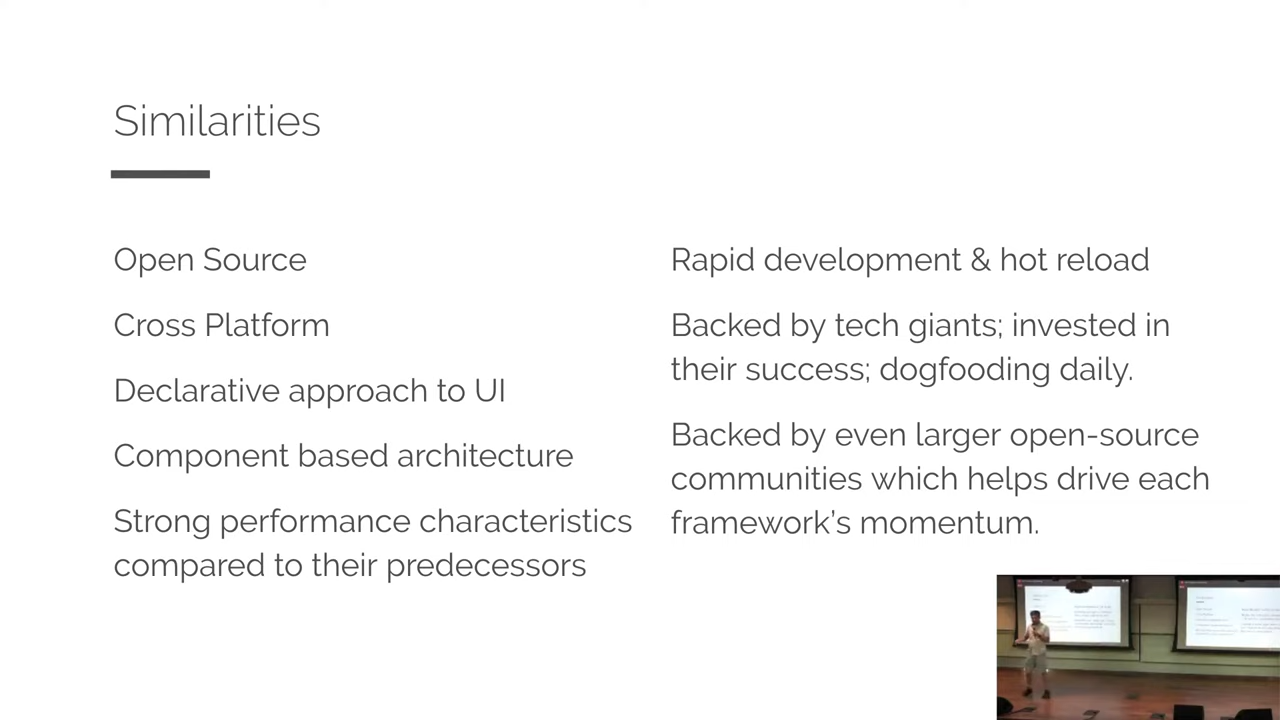 Similarities
Open Source
Cross Platform
Declarative approach to UI
Component based architecture
Strong performance characteristics
compared to their predecessors
Rapid development & hot reload
Backed by tech giants; invested in
their success; dogfooding daily.
Backed by even larger open-source
communities which helps drive each
framework's momentum.